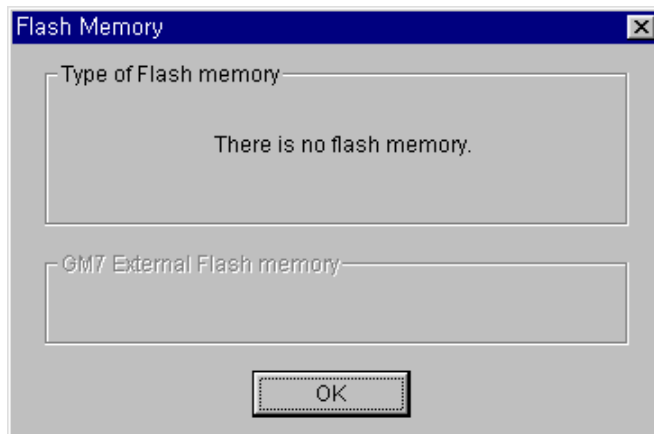 Flash Memory
Type of Flash memory
There is no flash memory.
GM7 External Flash memory
OK